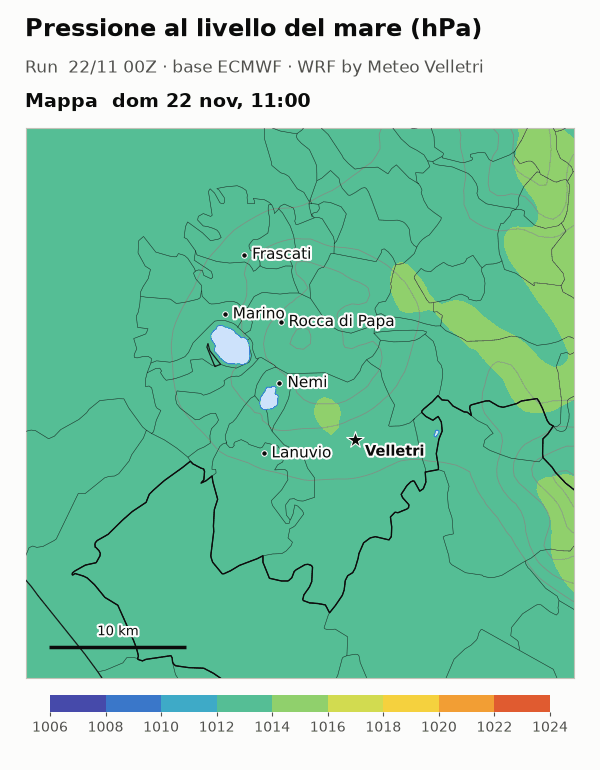 Pressione al livello del mare (hPa)
Run  22/11 00Z · base ECMWF · WRF by Meteo Velletri
Mappa  dom 22 nov, 11:00
Frascati
Marino
Rocca di Papa
Nemi
Velletri
Lanuvio
10 km
1006 1008 1010 1012 1014 1016 1018 1020 1022 1024